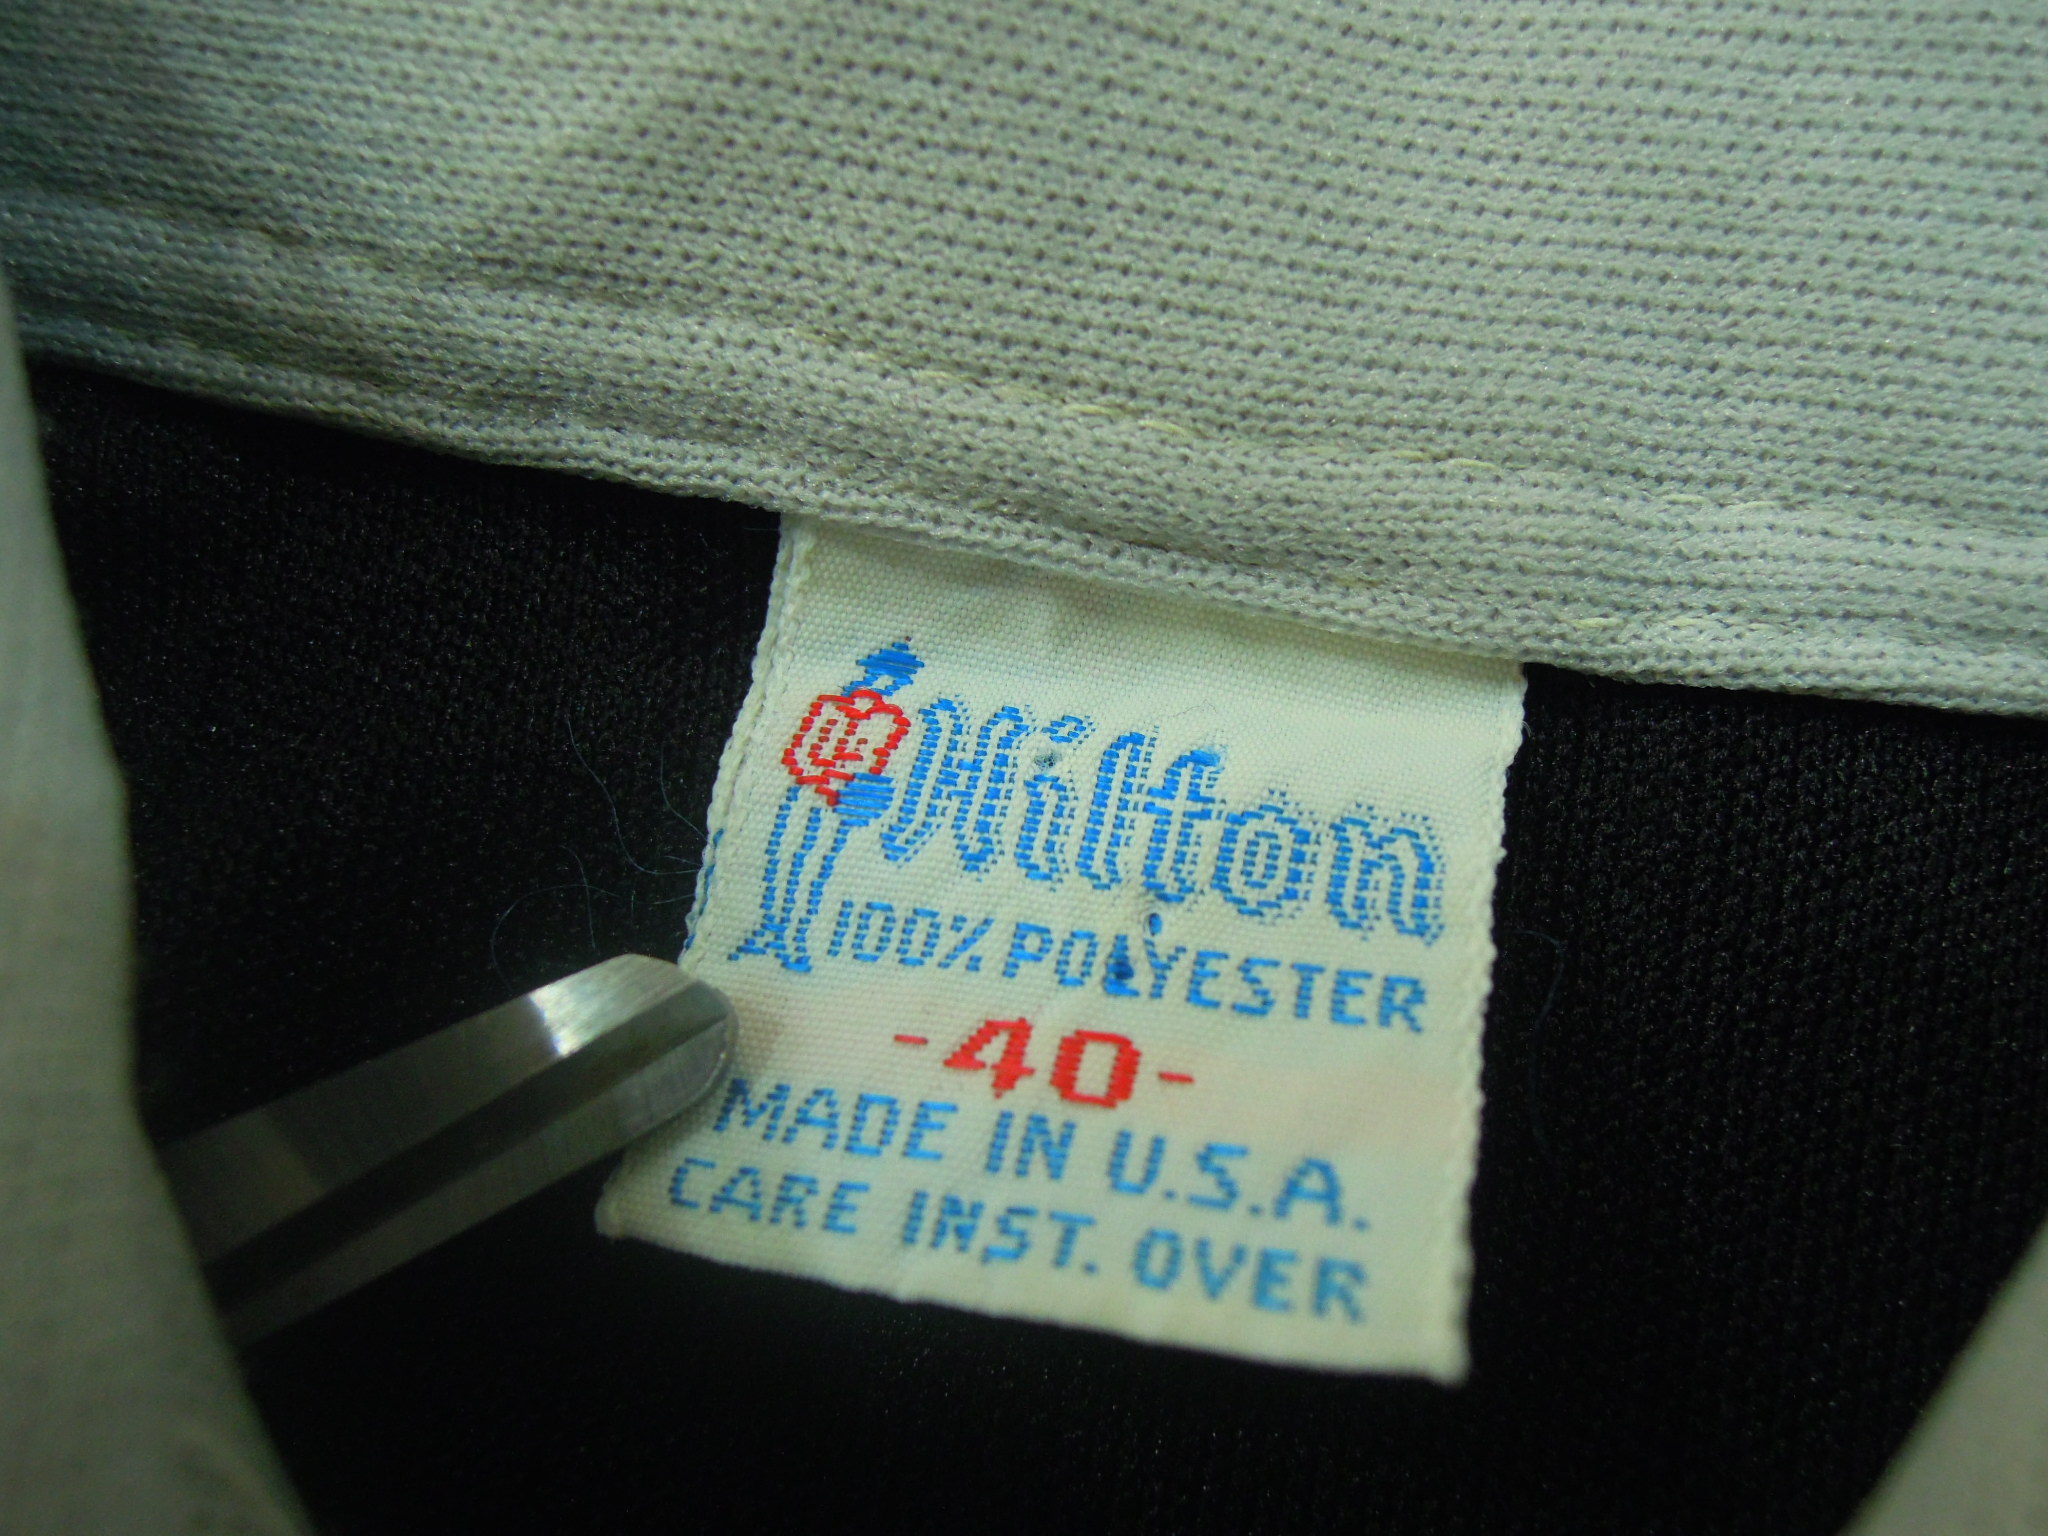 Hilton
100% POLYESTER
-40-
MADE IN U.S.A.
CARE INST. OVER